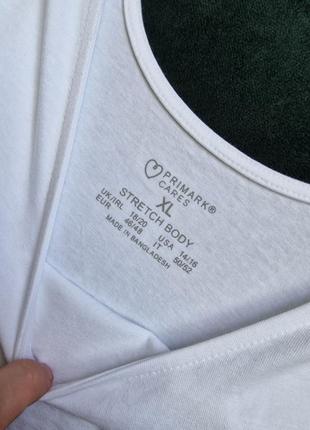 PRIMARK®
CARES
XL
STRETCH BODY
UK/IRL 18/20 USA 14/16
EUR 46/48 IT 50/52
MADE IN BANGLADESH